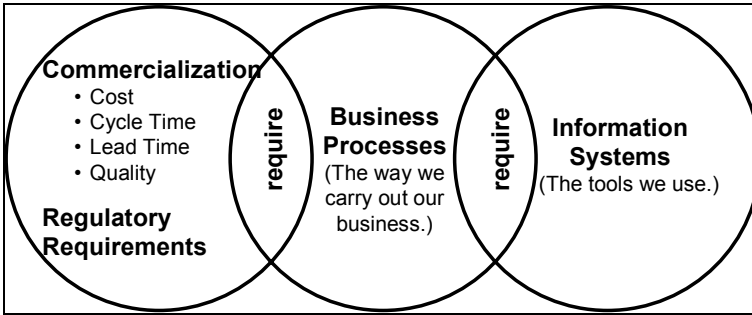 Commercialization
• Cost
• Cycle Time
• Lead Time
• Quality
Regulatory
Requirements
require
Business
Processes
(The way we
carry out our
business.)
require
Information
Systems
(The tools we use.)